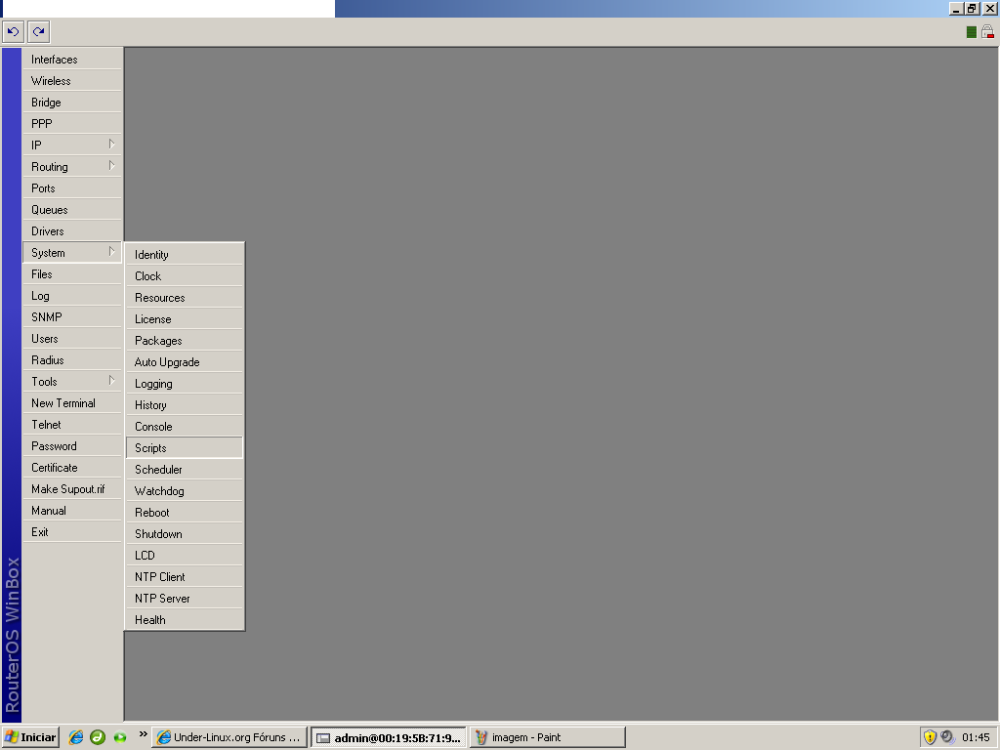 Interfaces
Wireless
Bridge
PPP
IP
Routing
Ports
Queues
Drivers
System
Files
Log
SNMP
Users
Radius
Tools
New Terminal
Telnet
Password
Certificate
Make Supout.rif
Manual
Exit
Identity
Clock
Resources
License
Packages
Auto Upgrade
Logging
History
Console
Scripts
Scheduler
Watchdog
Reboot
Shutdown
LCD
NTP Client
NTP Server
Health
RouterOS WinBox
Iniciar
Under-Linux.org Fóruns ...
admin@00:19:5B:71:9...
imagem - Paint
01:45